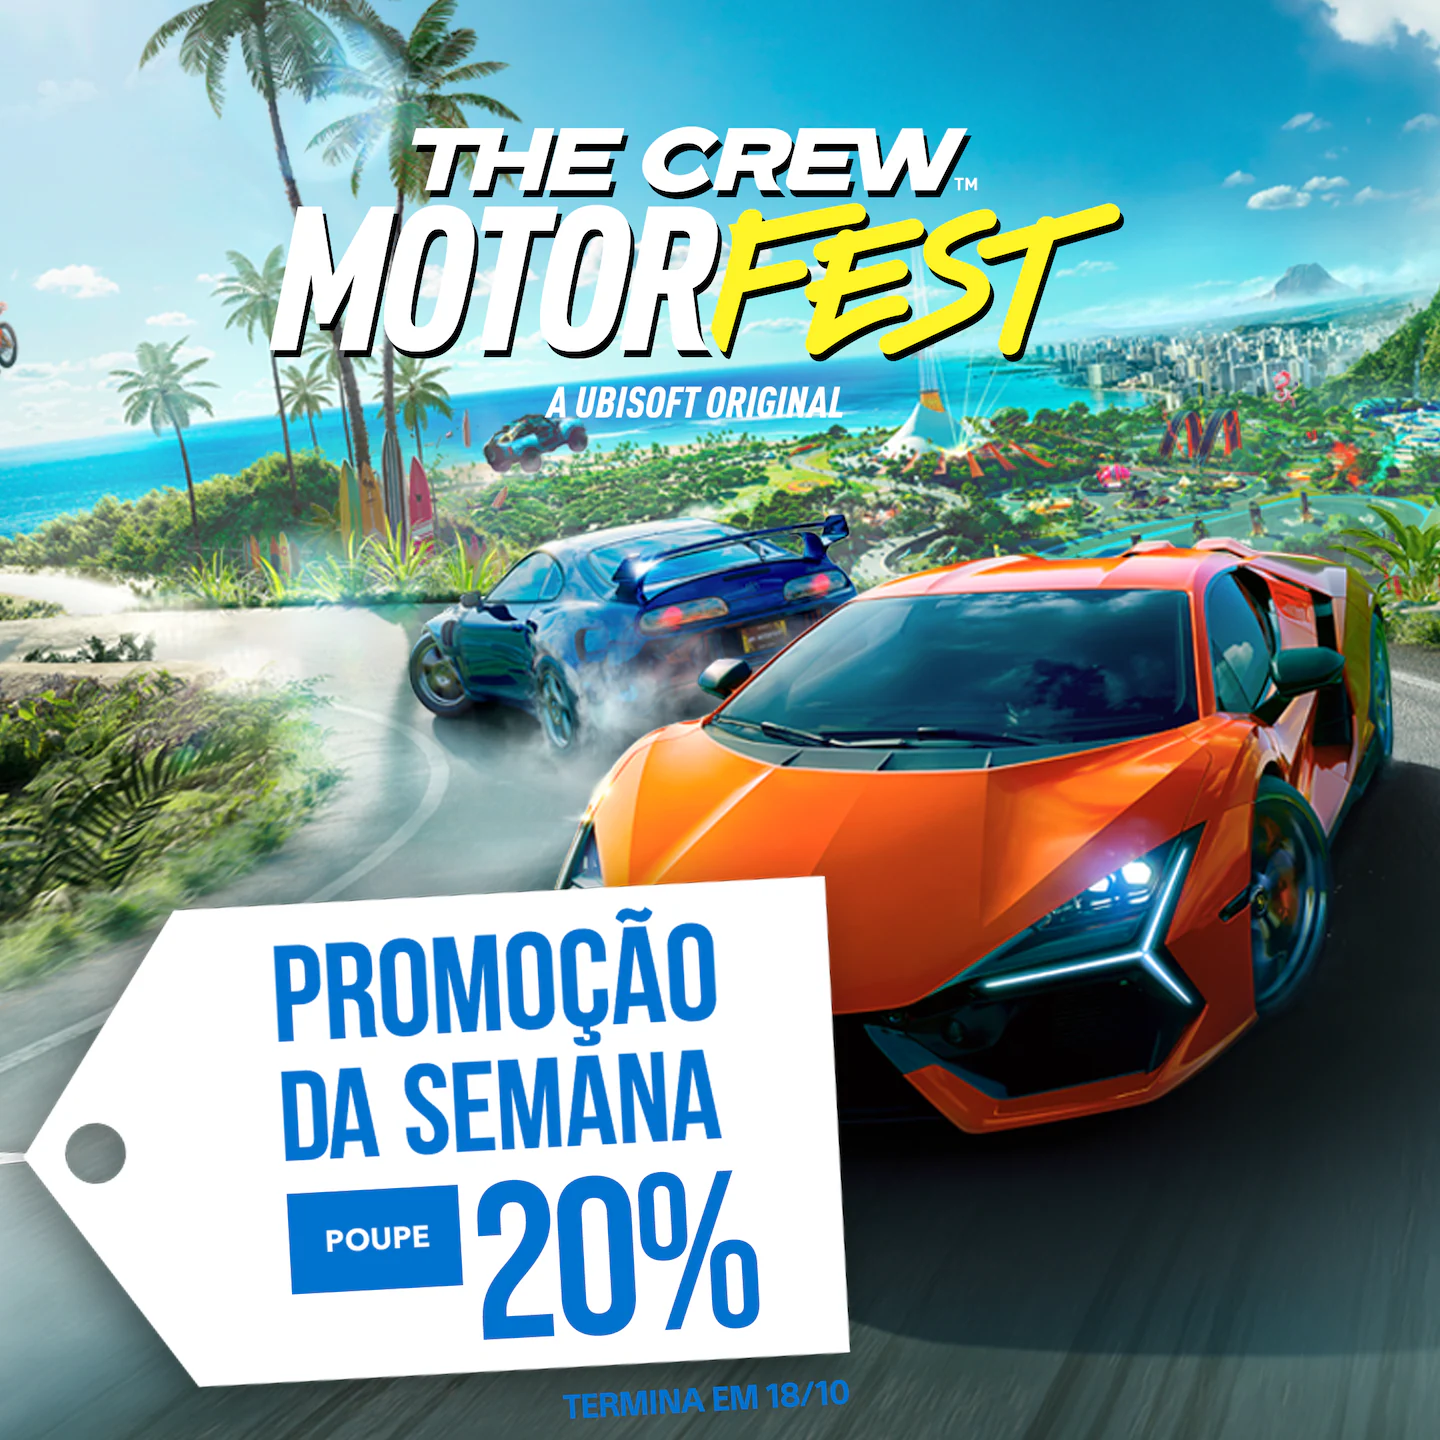 THE CREW™
MOTORFEST
A UBISOFT ORIGINAL
PROMOÇÃO
DA SEMANA
POUPE 20%
TERMINA EM 18/10